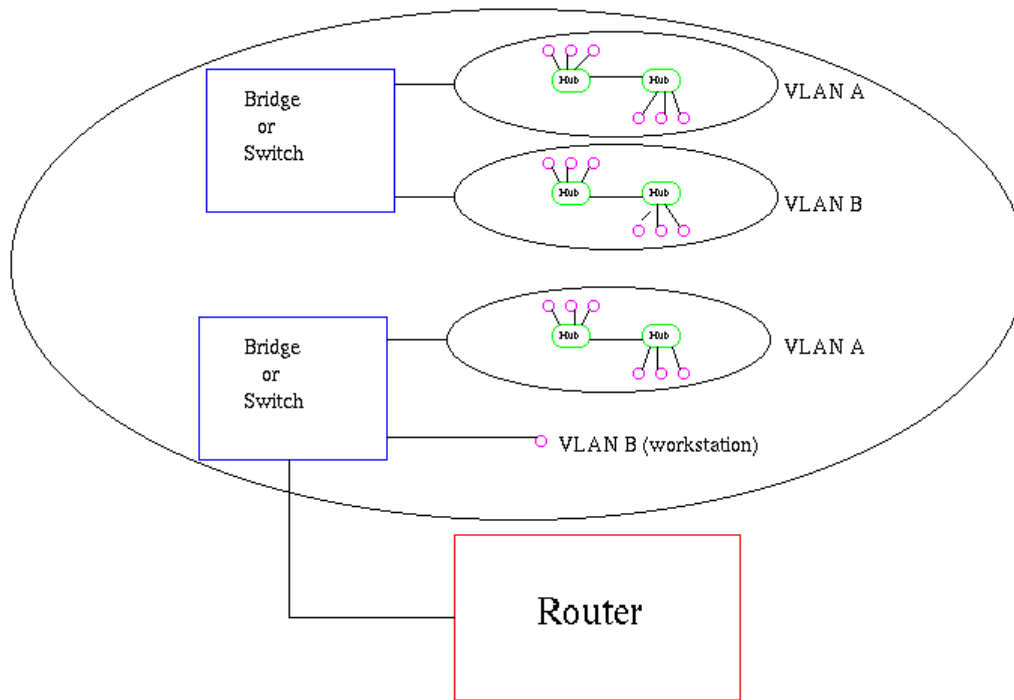 Hub
Hub
VLAN A
Bridge
or
Switch
Hub
Hub
VLAN B
Hub
Hub
VLAN A
Bridge
or
Switch
VLAN B (workstation)
Router